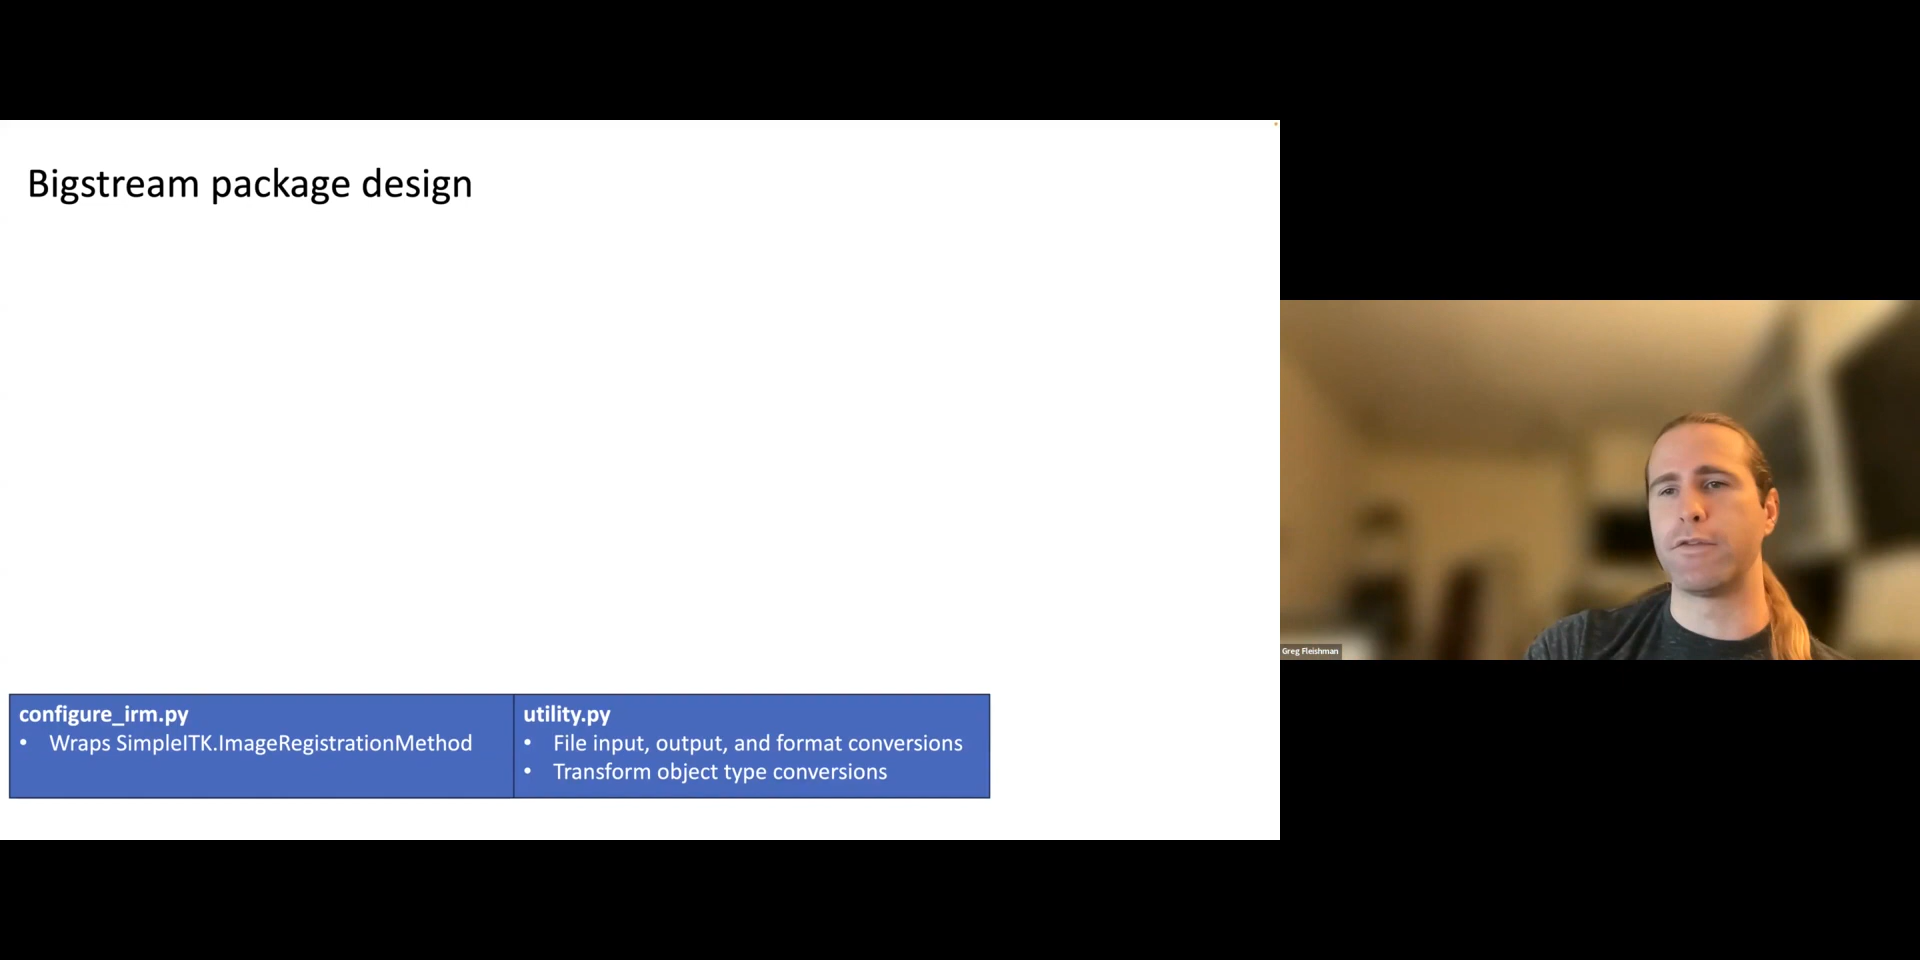 Bigstream package design
configure_irm.py
• Wraps SimpleITK.ImageRegistrationMethod
utility.py
• File input, output, and format conversions
• Transform object type conversions
Greg Fleishman